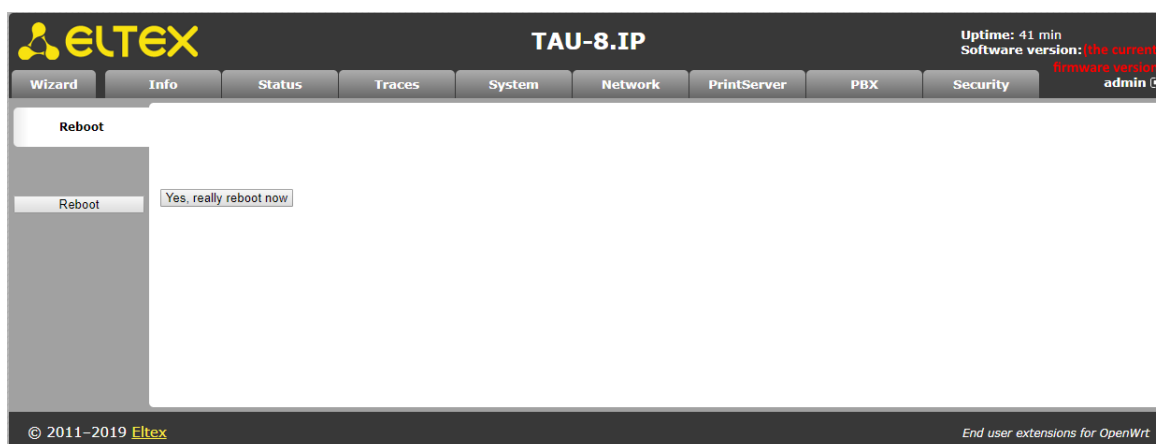 ELTEX
TAU-8.IP
Uptime: 41 min
Software version:(the current
firmware version
admin
Wizard
Info
Status
Traces
System
Network
PrintServer
PBX
Security
Reboot
Reboot
Yes, really reboot now
© 2011–2019 Eltex
End user extensions for OpenWrt